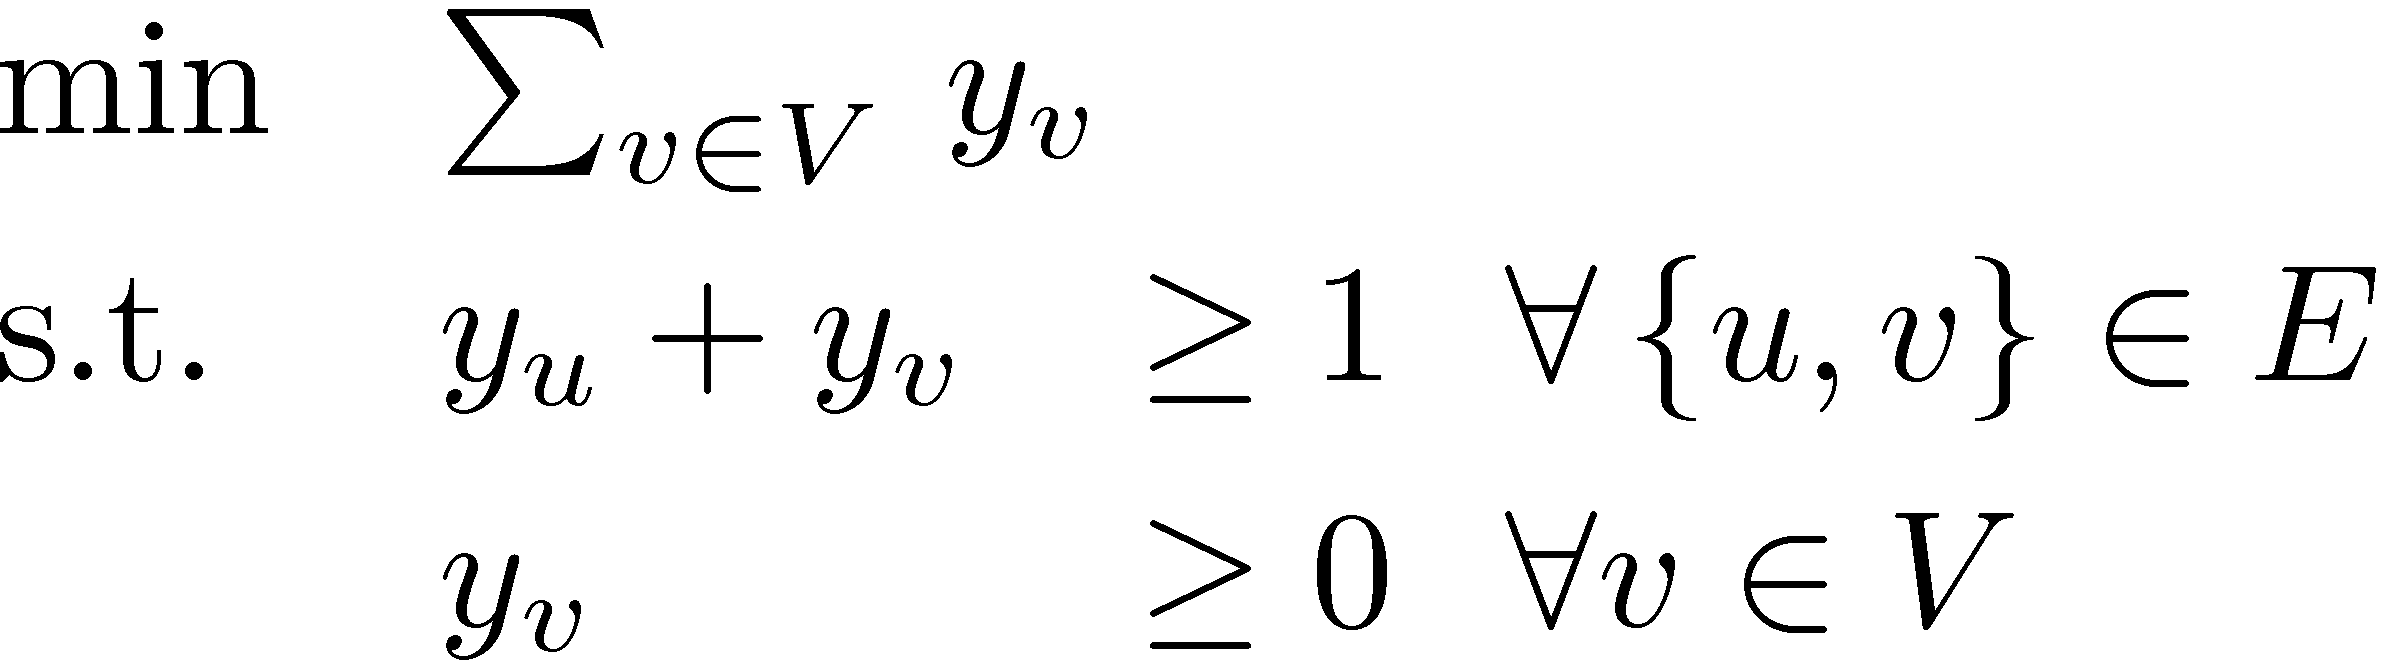 min ∑_{v∈V} y_v
s.t. y_u + y_v ≥ 1 ∀ {u, v} ∈ E
y_v ≥ 0 ∀v ∈ V